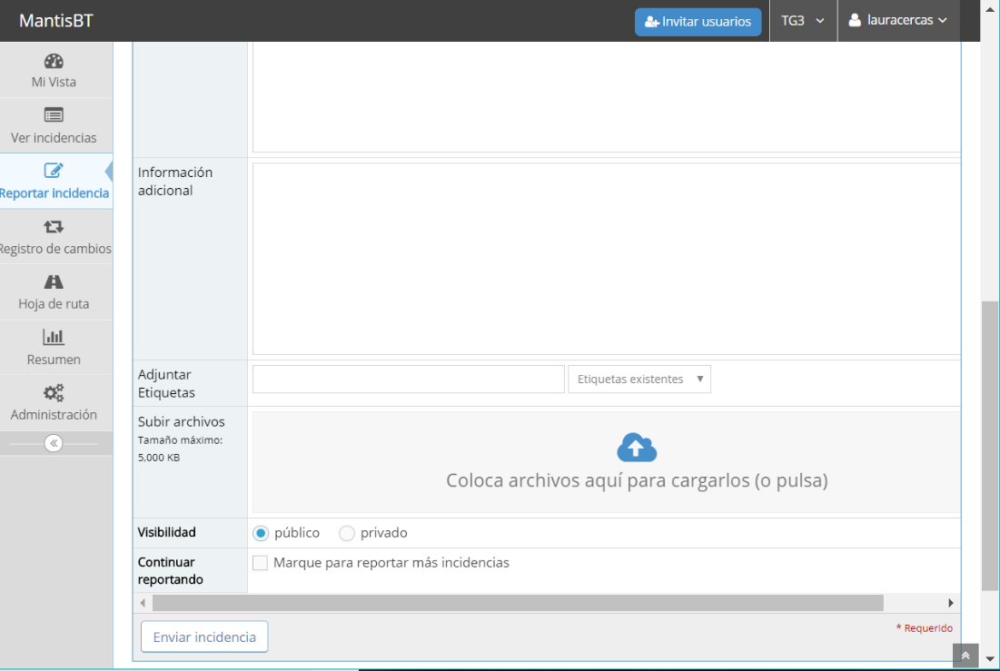 MantisBT
Invitar usuarios
TG3
lauracercas
Mi Vista
Ver incidencias
Reportar incidencia
Registro de cambios
Hoja de ruta
Resumen
Administración
Información
adicional
Adjuntar
Etiquetas
Etiquetas existentes
Subir archivos
Tamaño máximo:
5,000 KB
Coloca archivos aquí para cargarlos (o pulsa)
Visibilidad
público
privado
Continuar
reportando
Marque para reportar más incidencias
Enviar incidencia
* Requerido